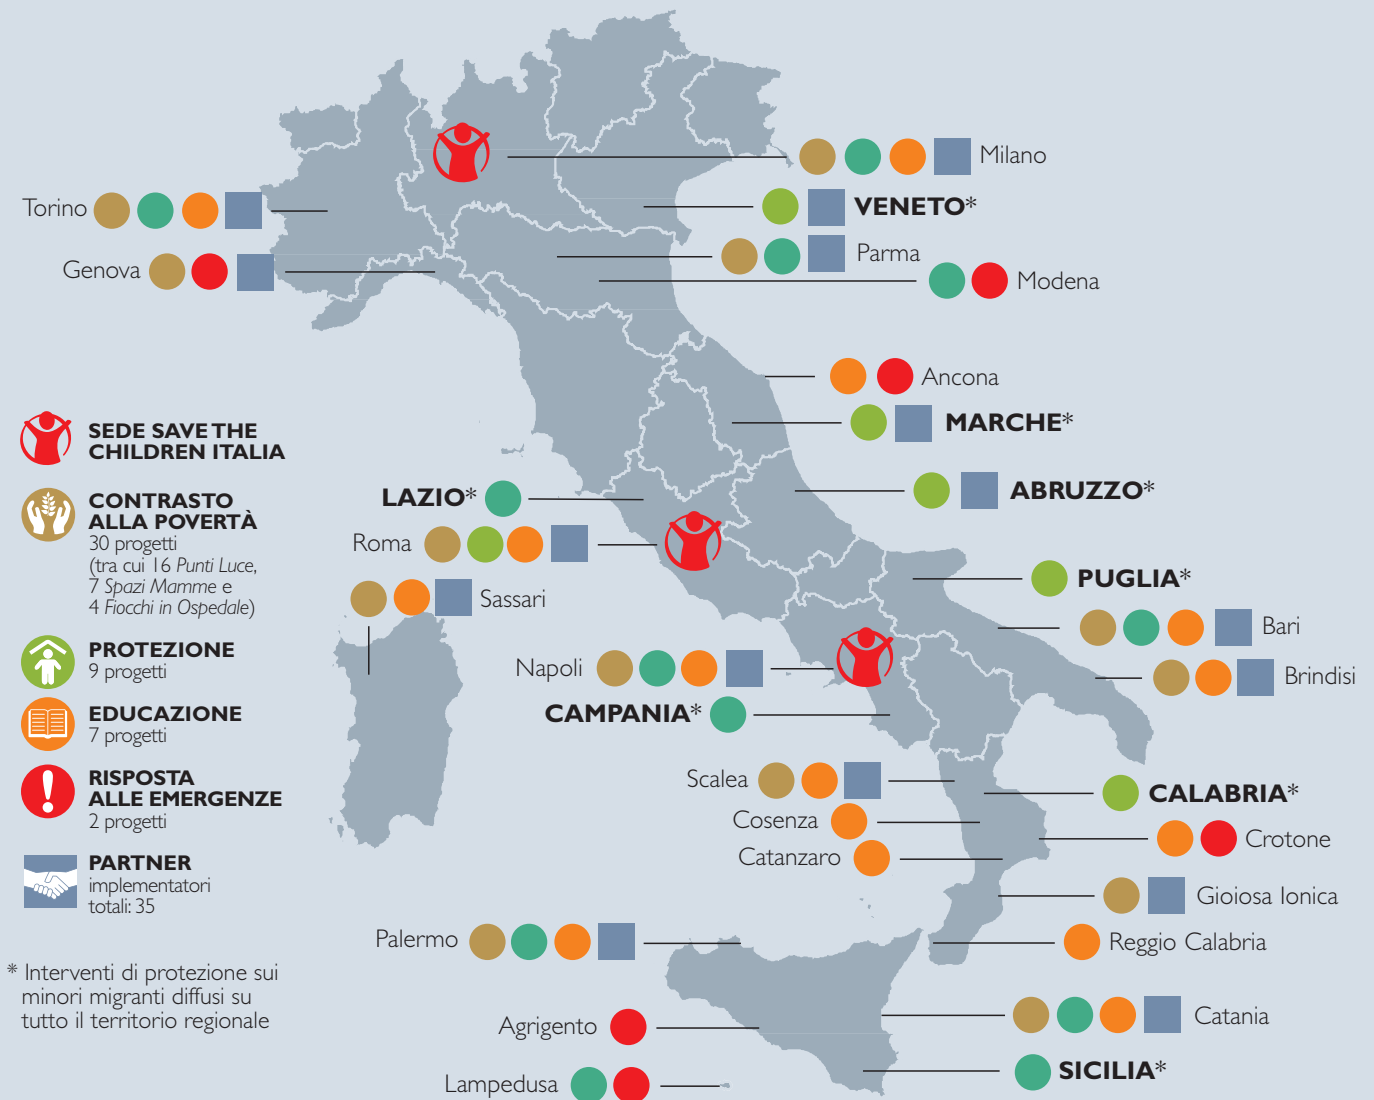 Milano
Torino
VENETO*
Parma
Genova
Modena
Ancona
MARCHE*
SEDE SAVE THE
CHILDREN ITALIA
CONTRASTO
ALLA POVERTÀ
30 progetti
(tra cui 16 Punti Luce,
7 Spazi Mamme e
4 Fiocchi in Ospedale)
PROTEZIONE
9 progetti
EDUCAZIONE
7 progetti
RISPOSTA
ALLE EMERGENZE
2 progetti
PARTNER
implementatori
totali: 35
* Interventi di protezione sui
minori migranti diffusi su
tutto il territorio regionale
LAZIO*
ABRUZZO*
Roma
PUGLIA*
Sassari
Bari
Napoli
Brindisi
CAMPANIA*
Scalea
CALABRIA*
Cosenza
Crotone
Catanzaro
Gioiosa Ionica
Palermo
Reggio Calabria
Agrigento
Catania
Lampedusa
SICILIA*